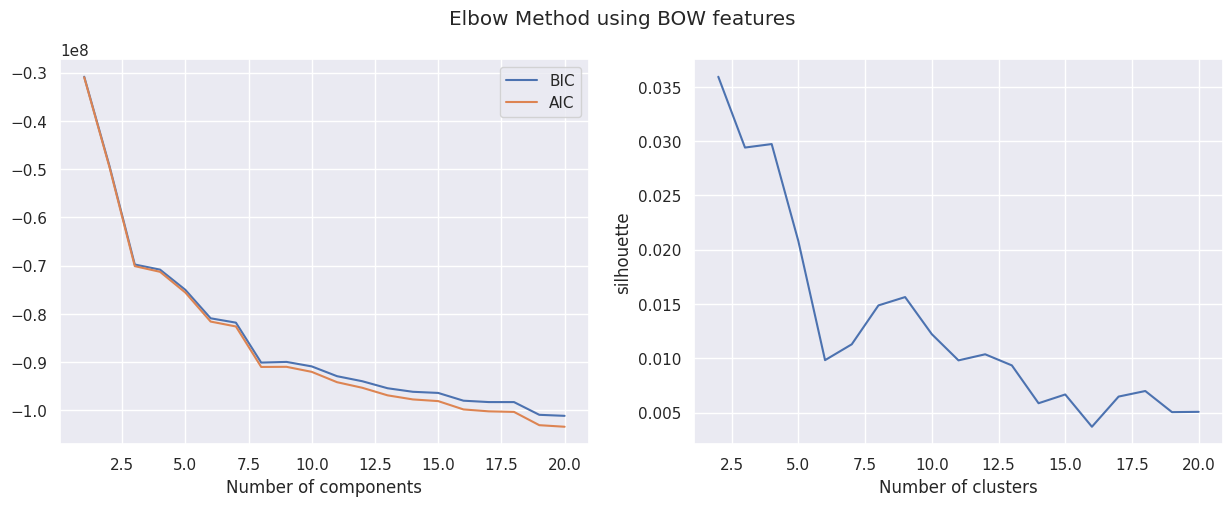 Elbow Method using BOW features
1e8
−0.3
−0.4
−0.5
−0.6
−0.7
−0.8
−0.9
−1.0
2.5 5.0 7.5 10.0 12.5 15.0 17.5 20.0
Number of components
BIC
AIC
silhouette
0.035
0.030
0.025
0.020
0.015
0.010
0.005
2.5 5.0 7.5 10.0 12.5 15.0 17.5 20.0
Number of clusters